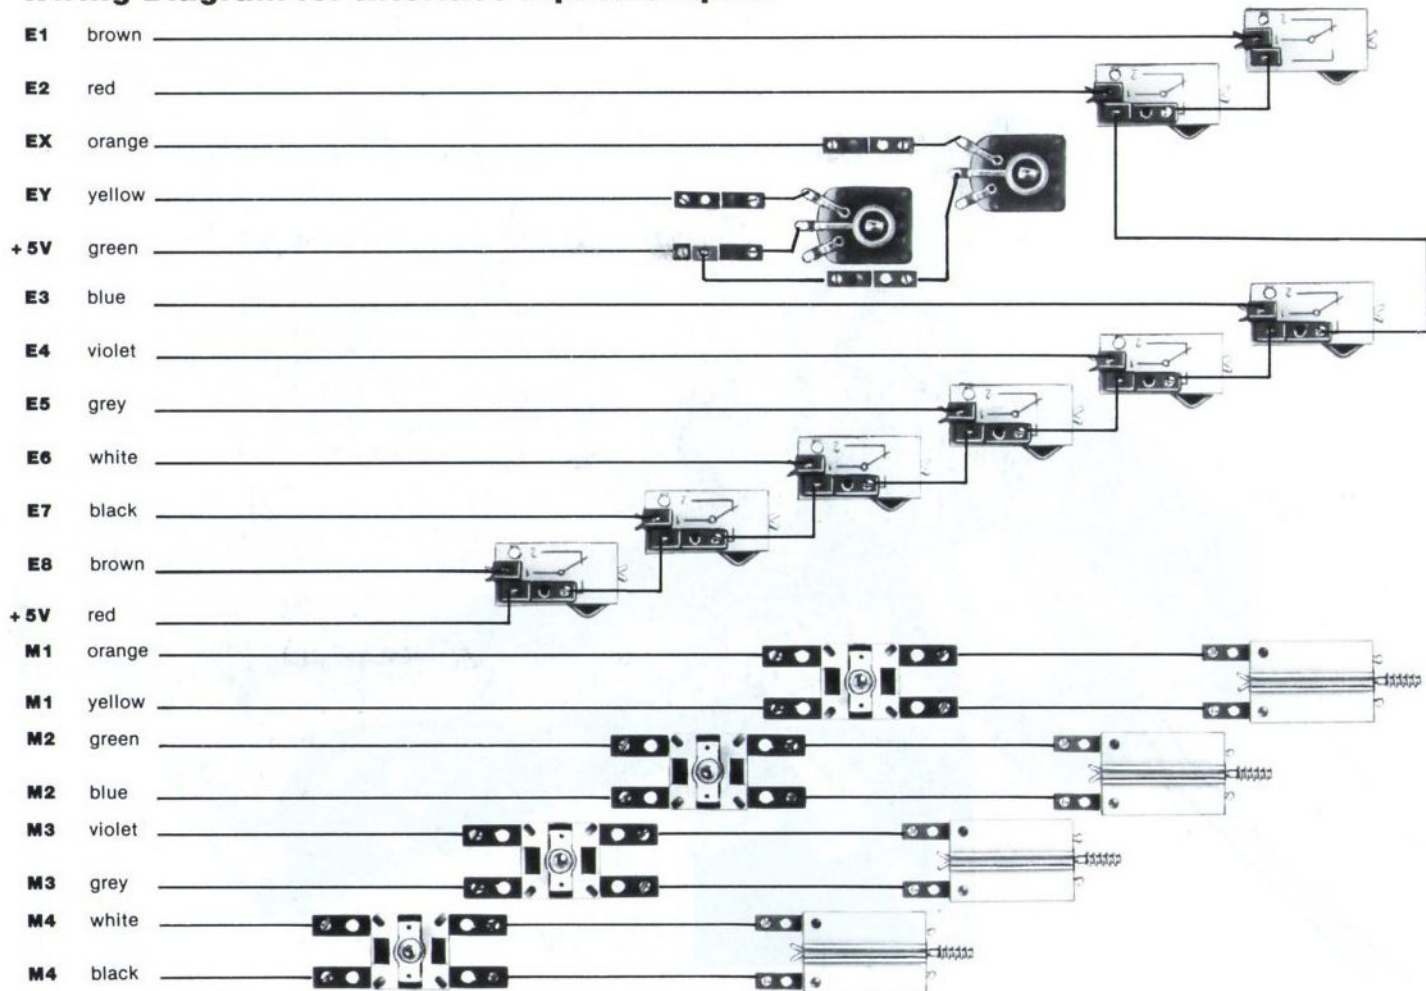 E1 brown
E2 red
EX orange
EY yellow
+ 5V green
E3 blue
E4 violet
E5 grey
E6 white
E7 black
E8 brown
+ 5V red
M1 orange
M1 yellow
M2 green
M2 blue
M3 violet
M3 grey
M4 white
M4 black